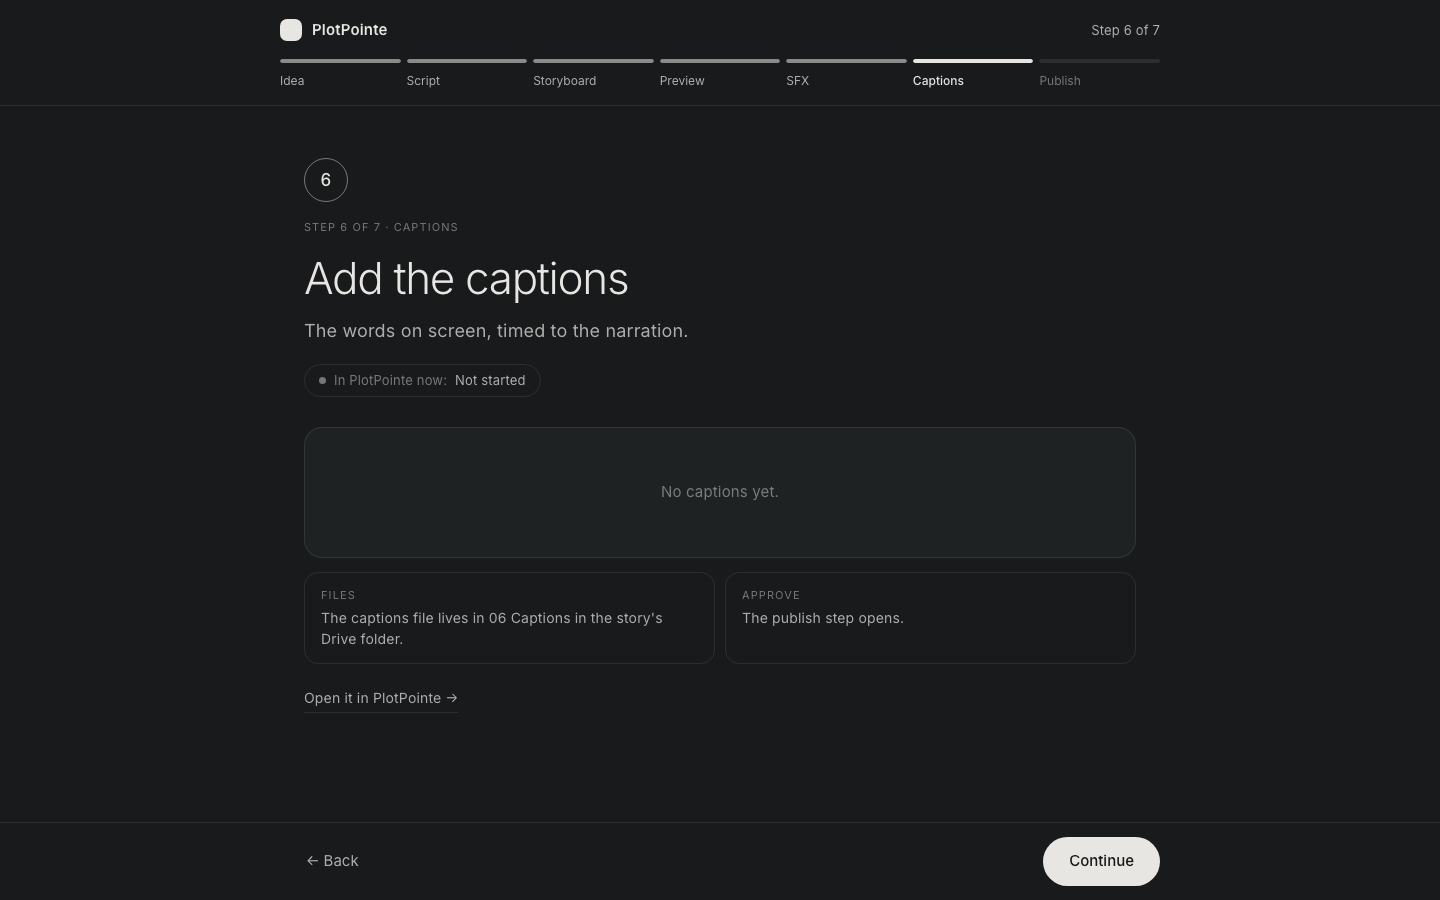 PlotPointe
Step 6 of 7
Idea
Script
Storyboard
Preview
SFX
Captions
Publish
6
STEP 6 OF 7 · CAPTIONS
Add the captions
The words on screen, timed to the narration.
In PlotPointe now: Not started
No captions yet.
FILES
The captions file lives in 06 Captions in the story's
Drive folder.
APPROVE
The publish step opens.
Open it in PlotPointe →
← Back
Continue